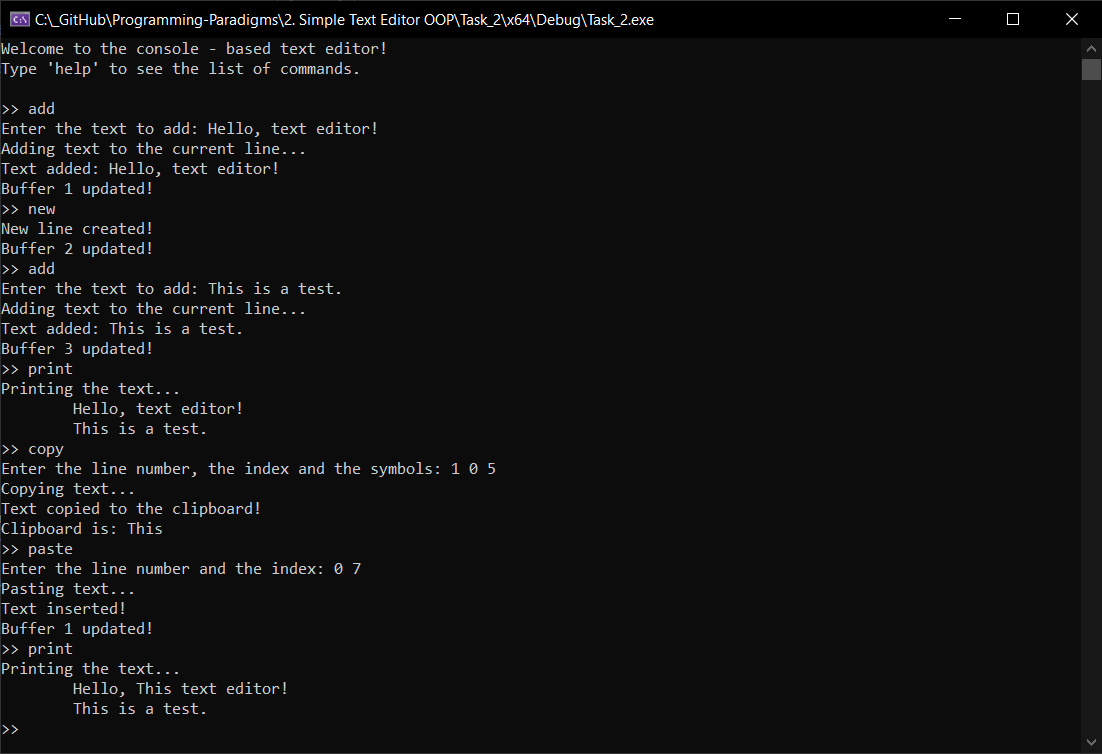 C:\_GitHub\Programming-Paradigms\2. Simple Text Editor OOP\Task_2\x64\Debug\Task_2.exe
Welcome to the console - based text editor!
Type 'help' to see the list of commands.
>> add
Enter the text to add: Hello, text editor!
Adding text to the current line...
Text added: Hello, text editor!
Buffer 1 updated!
>> new
New line created!
Buffer 2 updated!
>> add
Enter the text to add: This is a test.
Adding text to the current line...
Text added: This is a test.
Buffer 3 updated!
>> print
Printing the text...
Hello, text editor!
This is a test.
>> copy
Enter the line number, the index and the symbols: 1 0 5
Copying text...
Text copied to the clipboard!
Clipboard is: This
>> paste
Enter the line number and the index: 0 7
Pasting text...
Text inserted!
Buffer 1 updated!
>> print
Printing the text...
Hello, This text editor!
This is a test.
>>